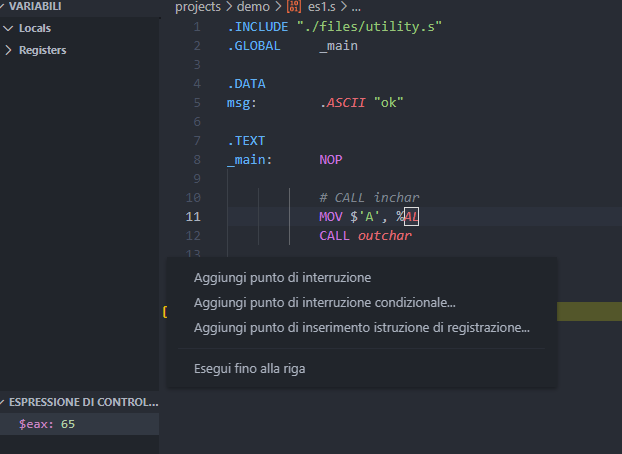 VARIABILI
Locals
Registers
projects > demo > es1.s > ...
1 .INCLUDE "./files/utility.s"
2 .GLOBAL _main
3
4 .DATA
5 msg: .ASCII "ok"
6
7 .TEXT
8 _main: NOP
9
10 # CALL inchar
11 MOV $'A', %AL
12 CALL outchar
13
Aggiungi punto di interruzione
Aggiungi punto di interruzione condizionale...
Aggiungi punto di inserimento istruzione di registrazione...
Esegui fino alla riga
ESPRESSIONE DI CONTROL...
$eax: 65